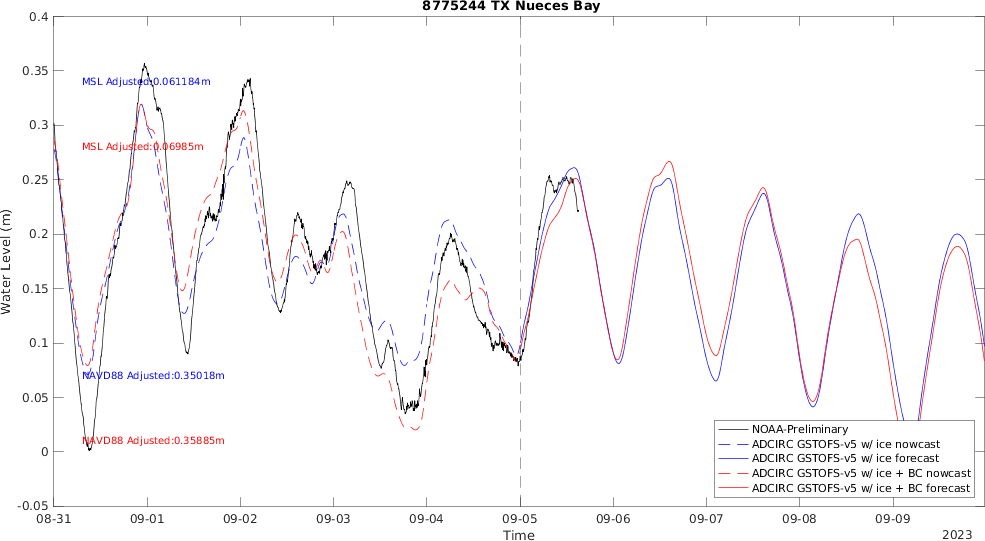 8775244 TX Nueces Bay
0.4
0.35
0.3
0.25
0.2
0.15
0.1
0.05
0
-0.05
Water Level (m)
MSL Adjusted:0.061184m
MSL Adjusted:0.06985m
NAVD88 Adjusted:0.35018m
NAVD88 Adjusted:0.35885m
NOAA-Preliminary
ADCIRC GSTOFS-v5 w/ ice nowcast
ADCIRC GSTOFS-v5 w/ ice forecast
ADCIRC GSTOFS-v5 w/ ice + BC nowcast
ADCIRC GSTOFS-v5 w/ ice + BC forecast
08-31 09-01 09-02 09-03 09-04 09-05 09-06 09-07 09-08 09-09
Time
2023